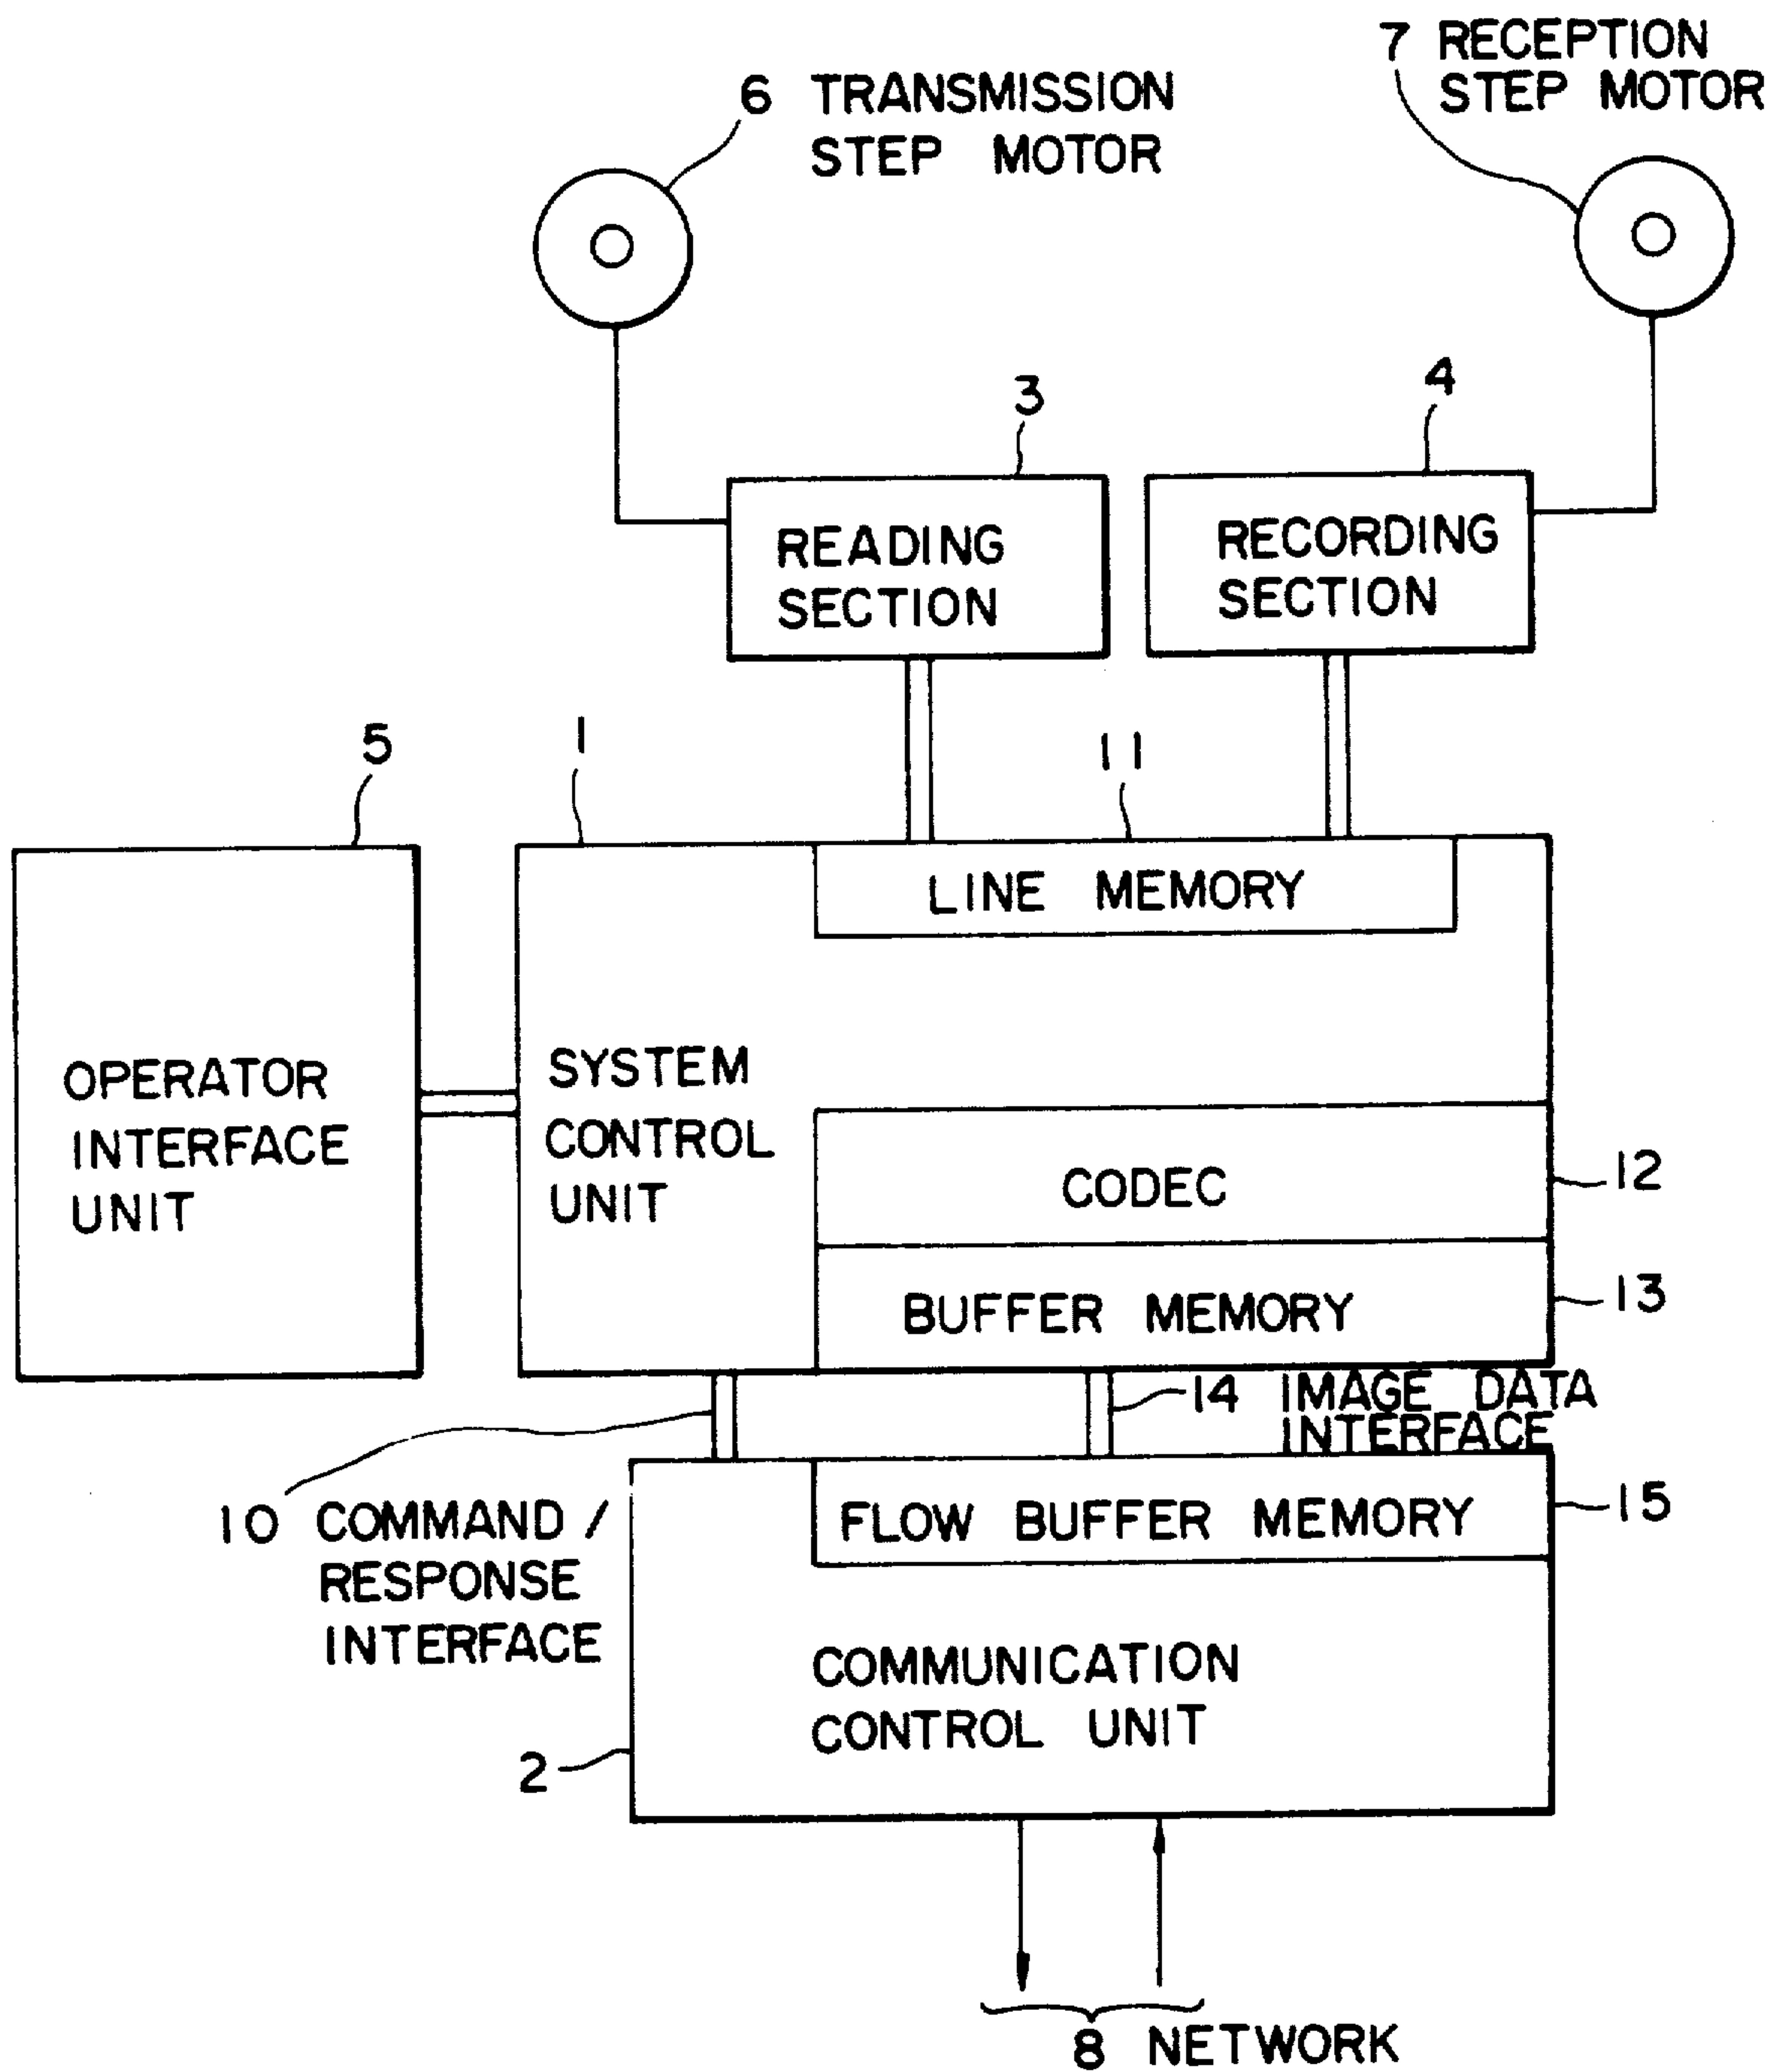 7 RECEPTION
STEP MOTOR
6 TRANSMISSION
STEP MOTOR
3
4
READING
SECTION
RECORDING
SECTION
5
1
11
LINE MEMORY
OPERATOR
INTERFACE
UNIT
SYSTEM
CONTROL
UNIT
CODEC
12
BUFFER MEMORY
13
14 IMAGE DATA
INTERFACE
10 COMMAND /
RESPONSE
INTERFACE
FLOW BUFFER MEMORY
15
COMMUNICATION
CONTROL UNIT
2
8 NETWORK